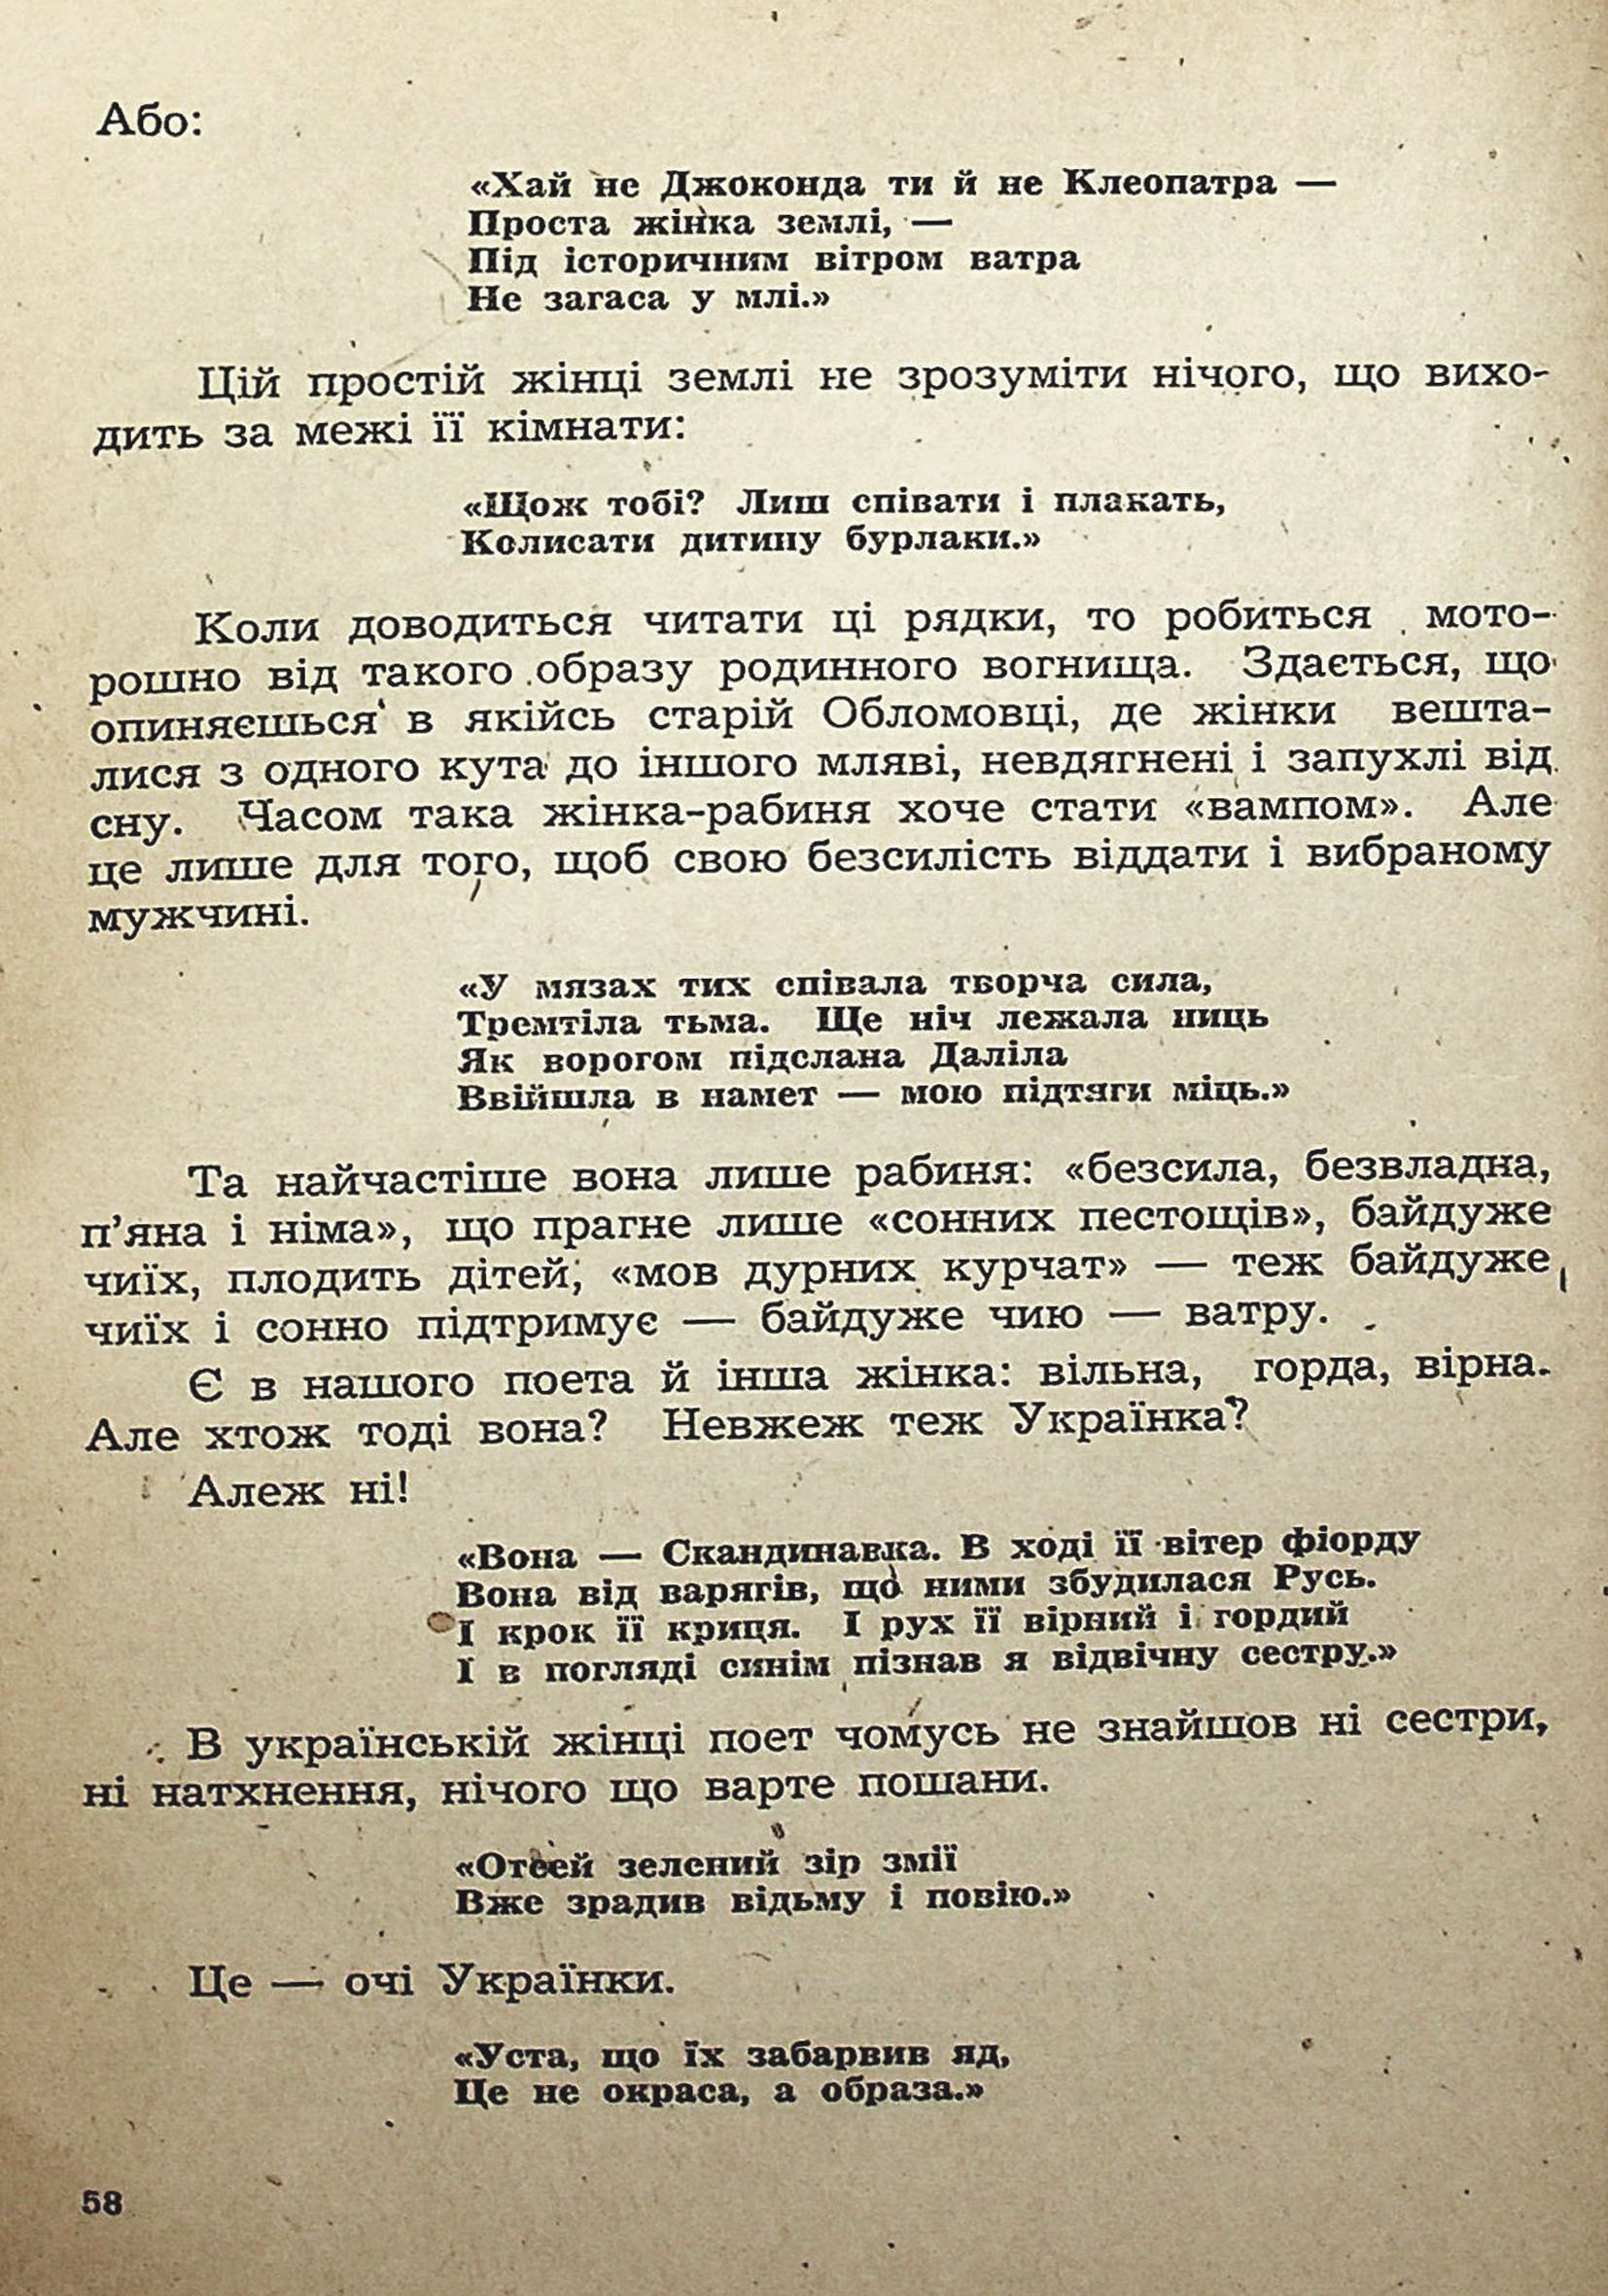 Або:
«Хай не Джоконда ти й не Клеопатра —
Проста жінка землі, —
Під історичним вітром ватра
Не загаса у млі.»
Цій простій жінці землі не зрозуміти нічого, що вихо-
дить за межі її кімнати:
«Щож тобі? Лиш співати і плакать,
Колисати дитину бурлаки.»
Коли доводиться читати ці рядки, то робиться мото-
рошно від такого образу родинного вогнища. Здається, що
опиняєшься в якійсь старій Обломовці, де жінки вешта-
лися з одного кута до іншого мляві, невдягнені і запухлі від
сну. Часом така жінка-рабиня хоче стати «вампом». Але
це лише для того, щоб свою безсилість віддати і вибраному
мужчині.
«У мязах тих співала творча сила,
Тремтіла тьма. Ще ніч лежала ниць
Як ворогом підслана Даліла
Ввійшла в намет — мою підтяги міць.»
Та найчастіше вона лише рабиня: «безсила, безвладна,
п’яна і німа», що прагне лише «сонних пестощів», байдуже
чиїх, плодить дітей, «мов дурних курчат» — теж байдуже
чиїх і сонно підтримує — байдуже чию — ватру.
Є в нашого поета й інша жінка: вільна, горда, вірна.
Але хтож тоді вона? Невжеж теж Українка?
Алеж ні!
«Вона — Скандинавка. В ході її вітер фіорду
Вона від варягів, що ними збудилася Русь.
І крок її криця. І рух її вірний і гордий
І в погляді синім пізнав я відвічну сестру.»
В українській жінці поет чомусь не знайшов ні сестри,
ні натхнення, нічого що варте пошани.
«Отсей зелений зір змії
Вже зрадив відьму і повію.»
Це — очі Українки.
«Уста, що їх забарвив яд,
Це не окраса, а образа.»
58